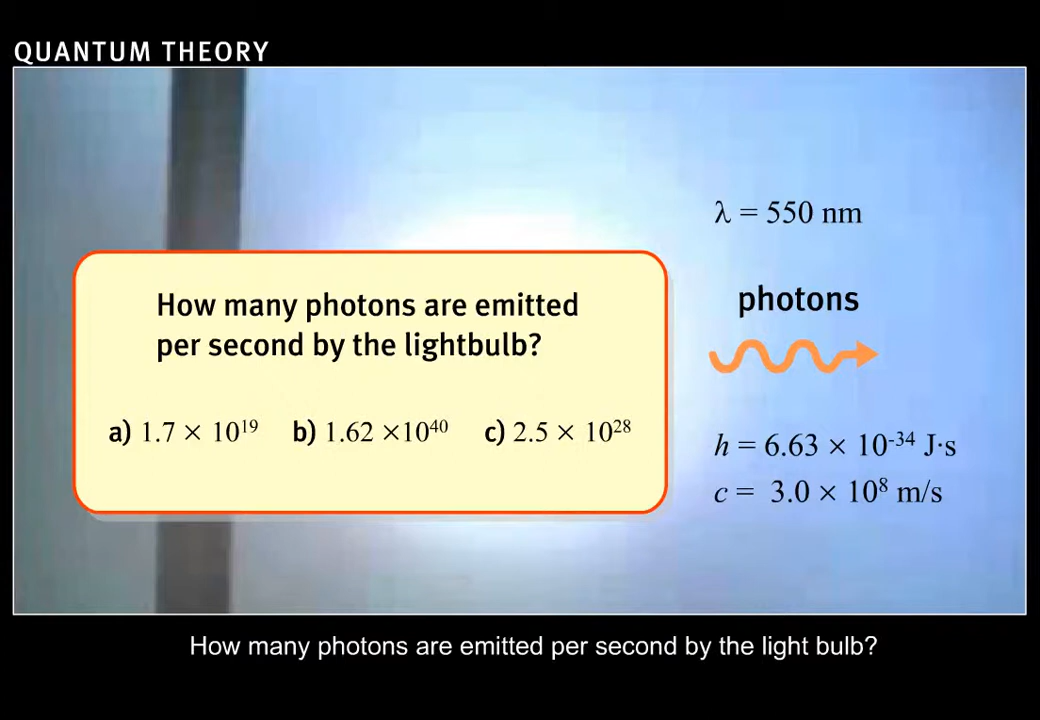 QUANTUM THEORY
λ = 550 nm
How many photons are emitted
per second by the lightbulb?
photons
a) 1.7 × 10¹⁹ b) 1.62 ×10⁴⁰ c) 2.5 × 10²⁸
h = 6.63 × 10⁻³⁴ J·s
c = 3.0 × 10⁸ m/s
How many photons are emitted per second by the light bulb?